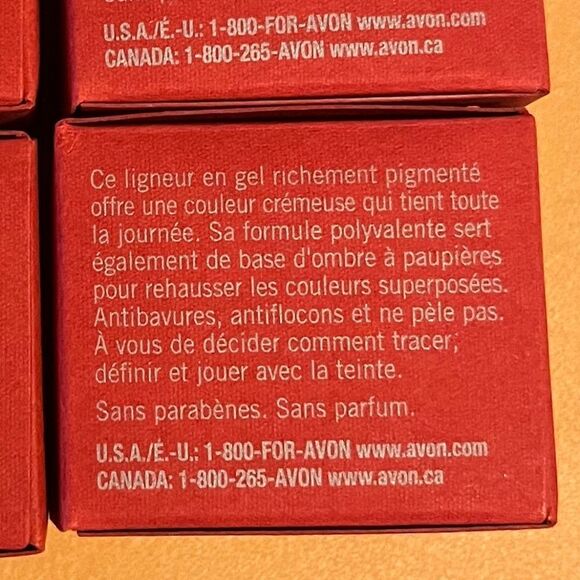 U.S.A./É.-U.: 1-800-FOR-AVON www.avon.com
CANADA: 1-800-265-AVON www.avon.ca
Ce ligneur en gel richement pigmenté
offre une couleur crémeuse qui tient toute
la journée. Sa formule polyvalente sert
également de base d'ombre à paupières
pour rehausser les couleurs superposées.
Antibavures, antiflocons et ne pèle pas.
À vous de décider comment tracer,
définir et jouer avec la teinte.
Sans parabènes. Sans parfum.
U.S.A./É.-U.: 1-800-FOR-AVON www.avon.com
CANADA: 1-800-265-AVON www.avon.ca